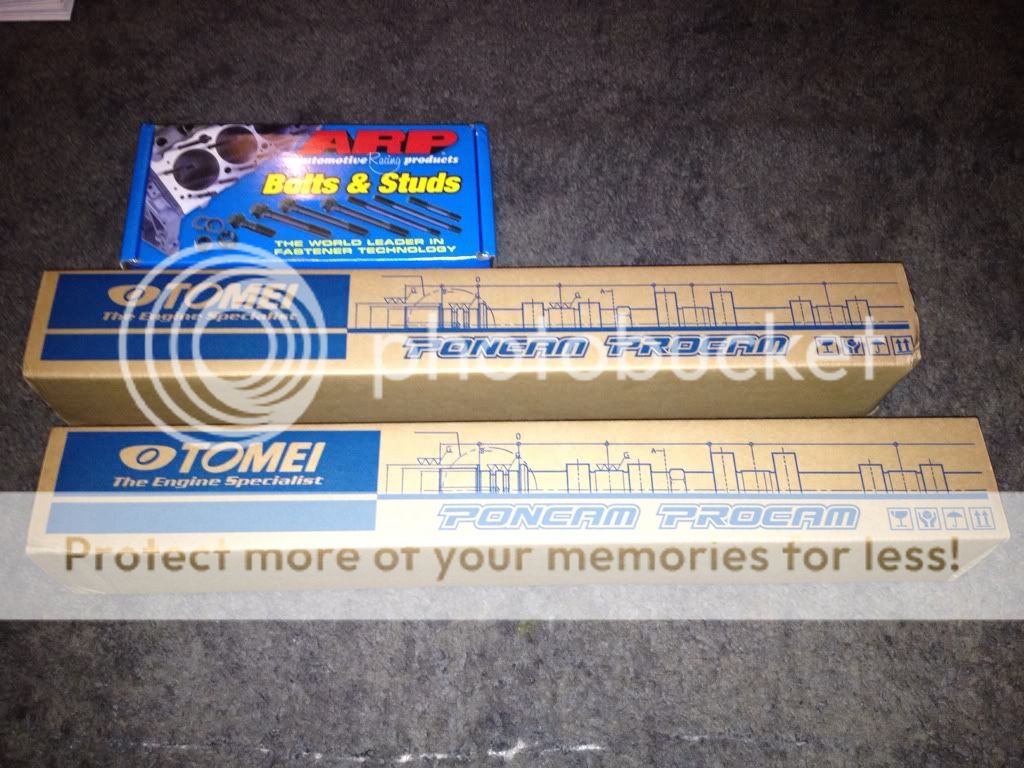 ARP
Automotive Racing products
Bolts & Studs
THE WORLD LEADER IN
FASTENER TECHNOLOGY
TOMEI
The Engine Specialist
PONCAM PROCAM
photobucket
TOMEI
The Engine Specialist
PONCAM PROCAM
Protect more of your memories for less!